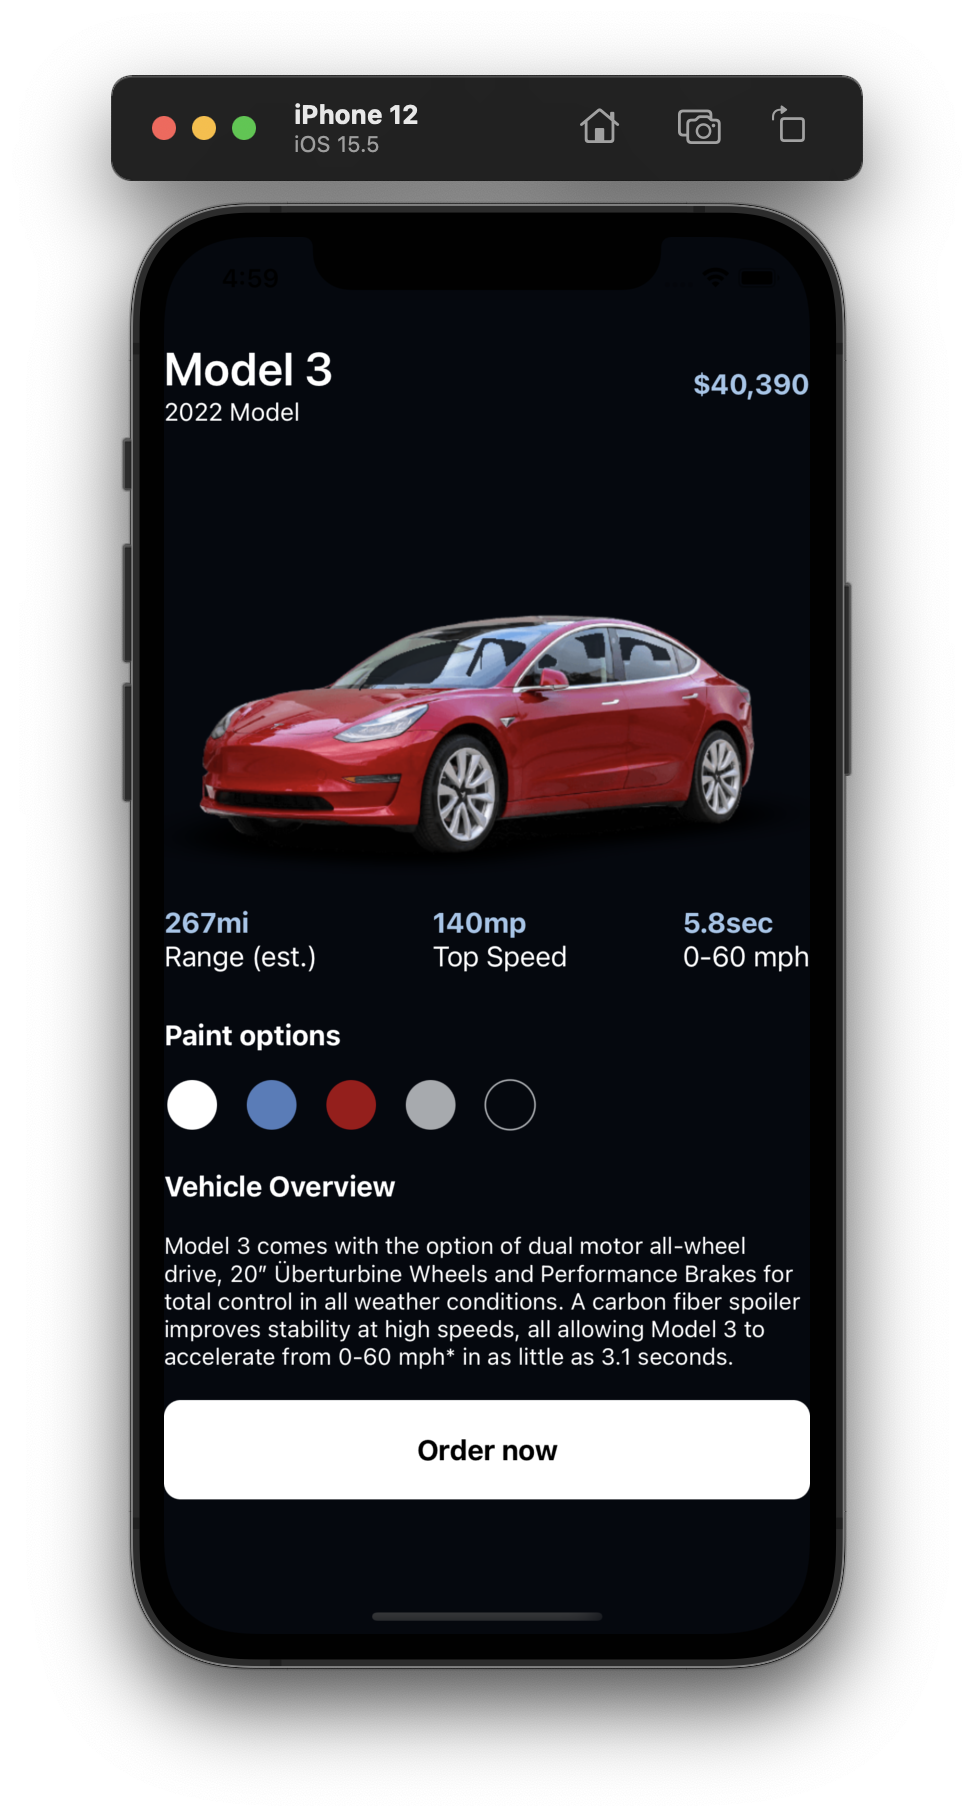 iPhone 12
iOS 15.5
4:59
Model 3
$40,390
2022 Model
267mi
140mp
5.8sec
Range (est.)
Top Speed
0-60 mph
Paint options
Vehicle Overview
Model 3 comes with the option of dual motor all-wheel
drive, 20” Überturbine Wheels and Performance Brakes for
total control in all weather conditions. A carbon fiber spoiler
improves stability at high speeds, all allowing Model 3 to
accelerate from 0-60 mph* in as little as 3.1 seconds.
Order now